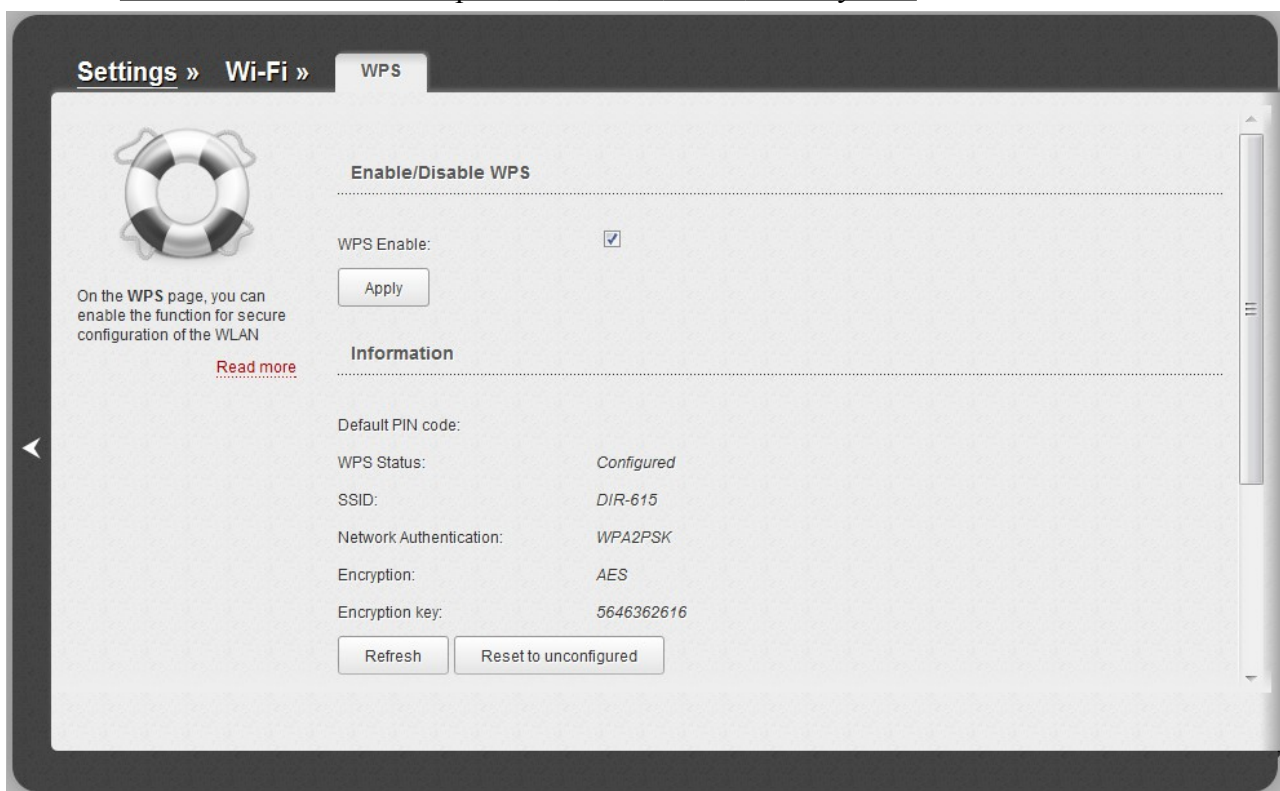 Settings » Wi-Fi » WPS
On the WPS page, you can
enable the function for secure
configuration of the WLAN
Read more
Enable/Disable WPS
WPS Enable:
Apply
Information
Default PIN code:
WPS Status: Configured
SSID: DIR-615
Network Authentication: WPA2PSK
Encryption: AES
Encryption key: 5646362616
Refresh Reset to unconfigured